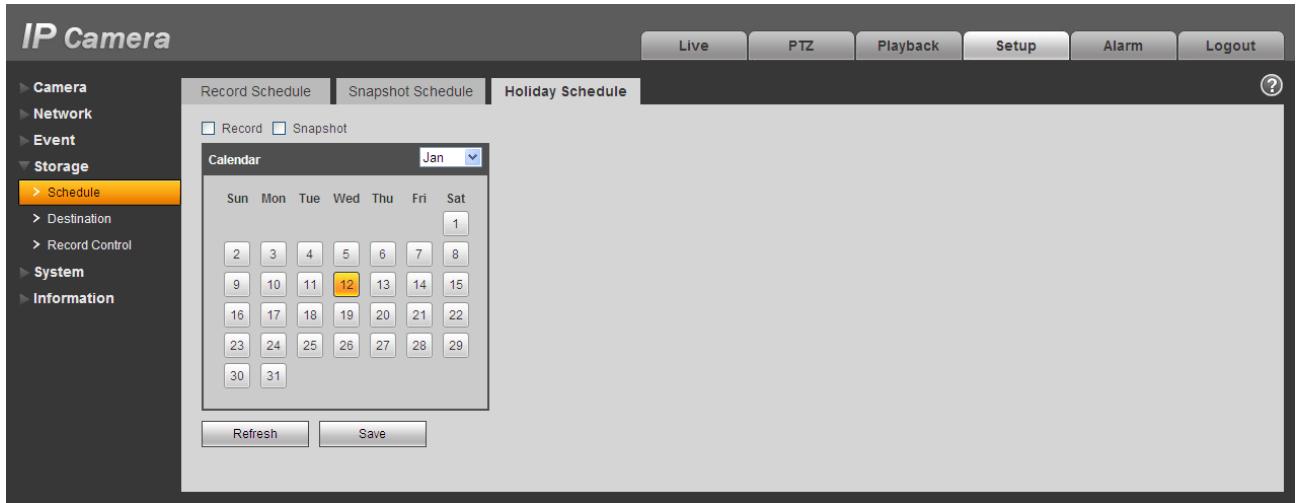 IP Camera
Live PTZ Playback Setup Alarm Logout
Camera
Network
Event
Storage
> Schedule
> Destination
> Record Control
System
Information
Record Schedule Snapshot Schedule Holiday Schedule
?
Record Snapshot
Calendar Jan
Sun Mon Tue Wed Thu Fri Sat
1
2 3 4 5 6 7 8
9 10 11 12 13 14 15
16 17 18 19 20 21 22
23 24 25 26 27 28 29
30 31
Refresh Save